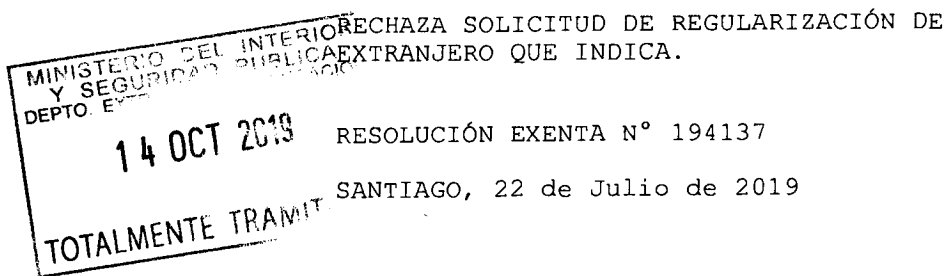 RECHAZA SOLICITUD DE REGULARIZACIÓN DE
EXTRANJERO QUE INDICA.
MINISTERIO DEL INTERIOR
Y SEGURIDAD PUBLICA
DEPTO.
14 OCT 2019
TOTALMENTE
RESOLUCIÓN EXENTA N° 194137
SANTIAGO, 22 de Julio de 2019